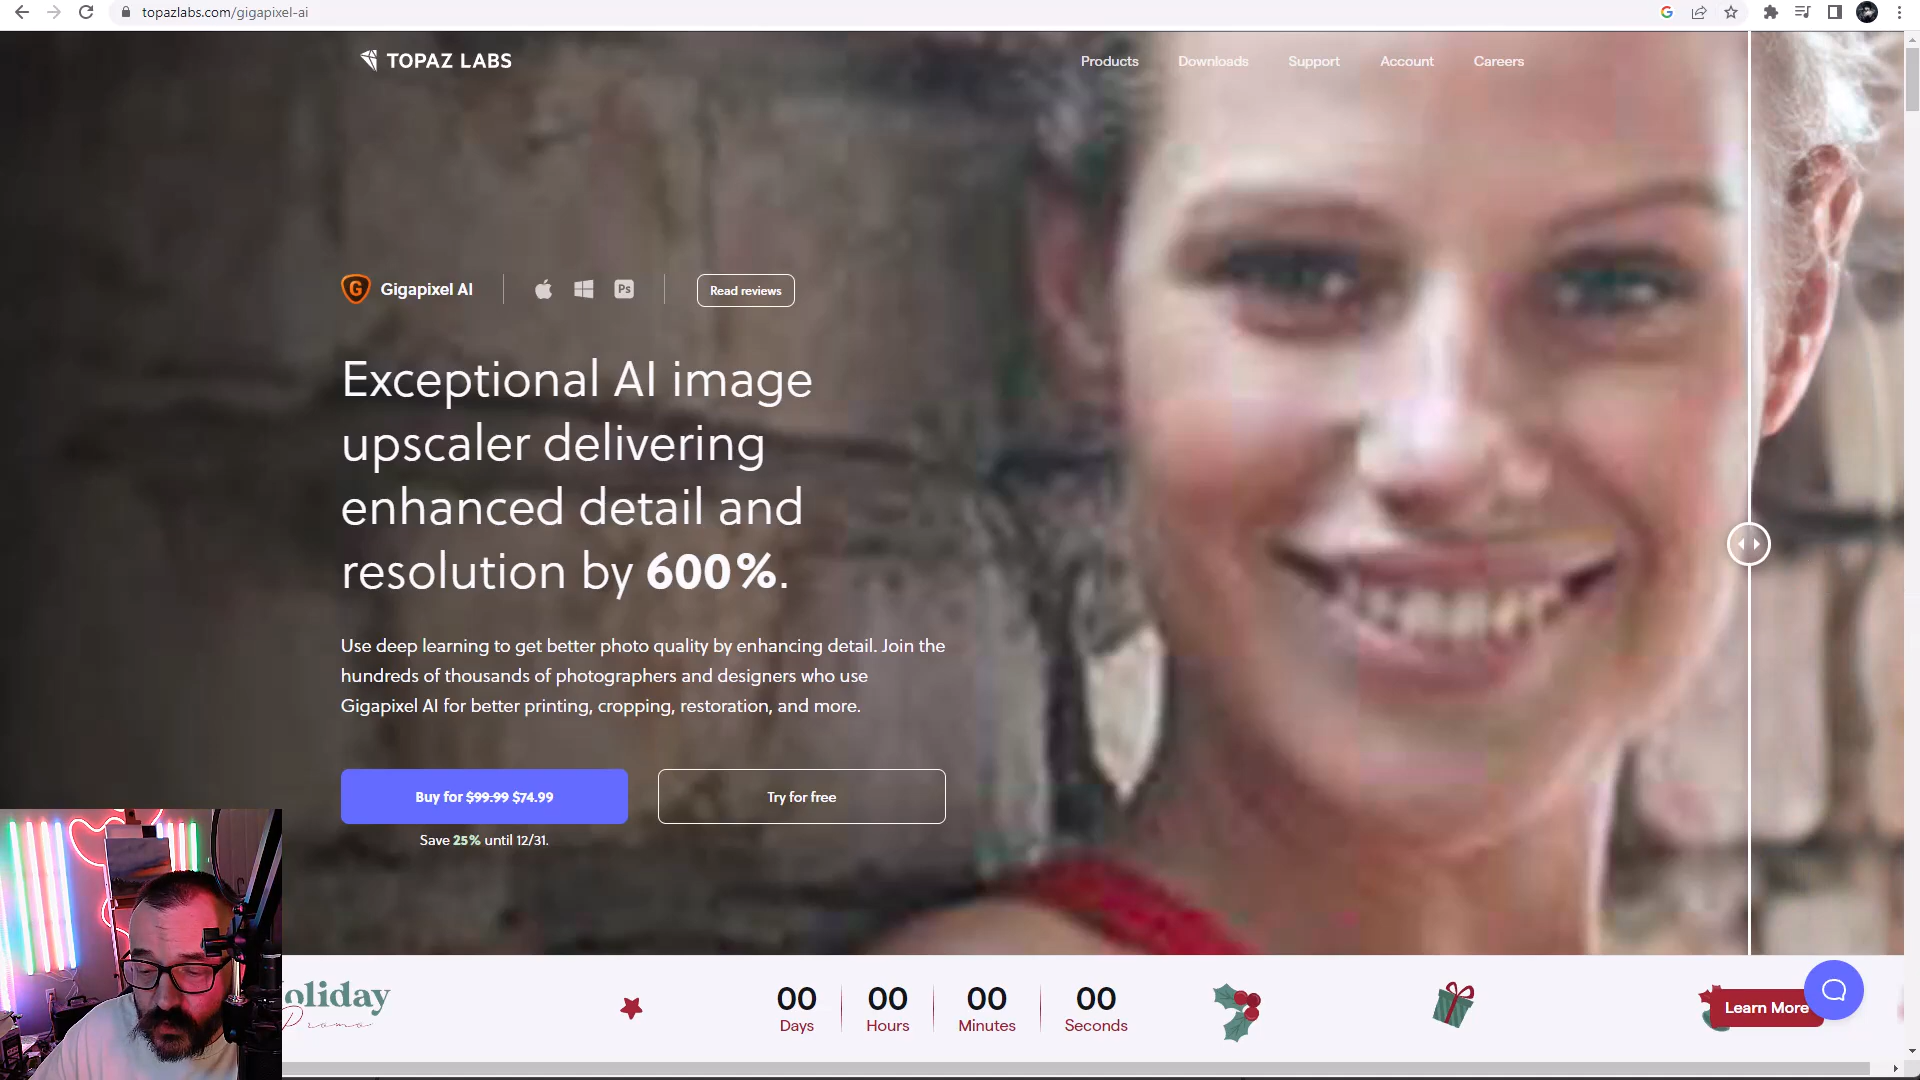 topazlabs.com/gigapixel-ai
TOPAZ LABS
Products Downloads Support Account Careers
G Gigapixel AI Ps Read reviews
Exceptional AI image
upscaler delivering
enhanced detail and
resolution by 600%.
Use deep learning to get better photo quality by enhancing detail. Join the
hundreds of thousands of photographers and designers who use
Gigapixel AI for better printing, cropping, restoration, and more.
Buy for $99.99 $74.99 Try for free
Save 25% until 12/31.
oliday
Promo
00 00 00 00
Days Hours Minutes Seconds
Learn More